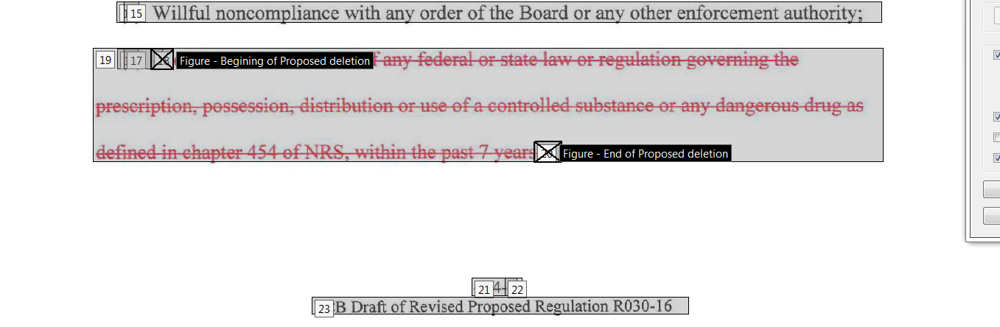 15 Willful noncompliance with any order of the Board or any other enforcement authority;
19 17 18 Figure - Begining of Proposed deletion f any federal or state law or regulation governing the
prescription, possession, distribution or use of a controlled substance or any dangerous drug as
defined in chapter 454 of NRS, within the past 7 years 20 Figure - End of Proposed deletion
21 4- 22
23 B Draft of Revised Proposed Regulation R030-16